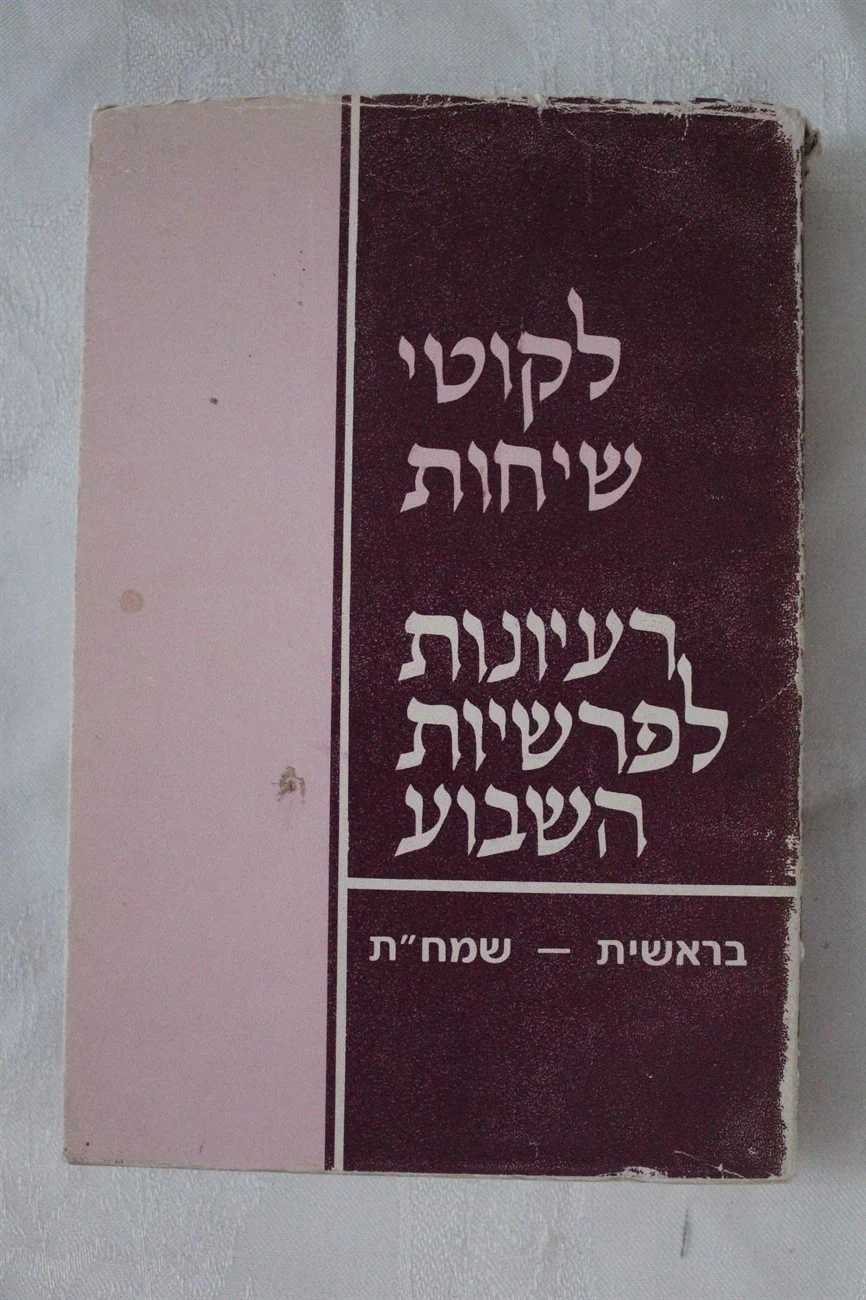 לקוטי
שיחות
רעיונות
לפרשיות
השבוע
בראשית – שמח״ת